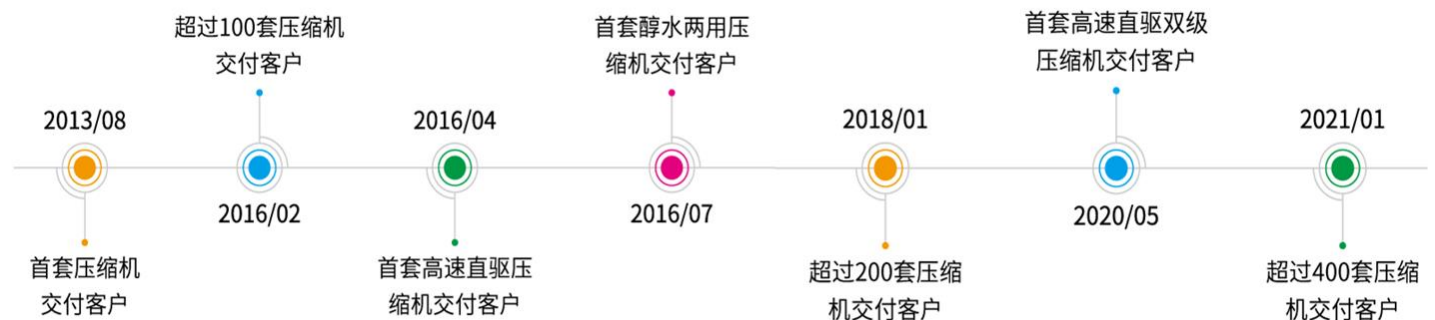 2013/08
首套压缩机
交付客户
超过100套压缩机
交付客户
2016/02
2016/04
首套高速直驱压
缩机交付客户
首套醇水两用压
缩机交付客户
2016/07
2018/01
超过200套压缩
机交付客户
首套高速直驱双级
压缩机交付客户
2020/05
2021/01
超过400套压缩
机交付客户